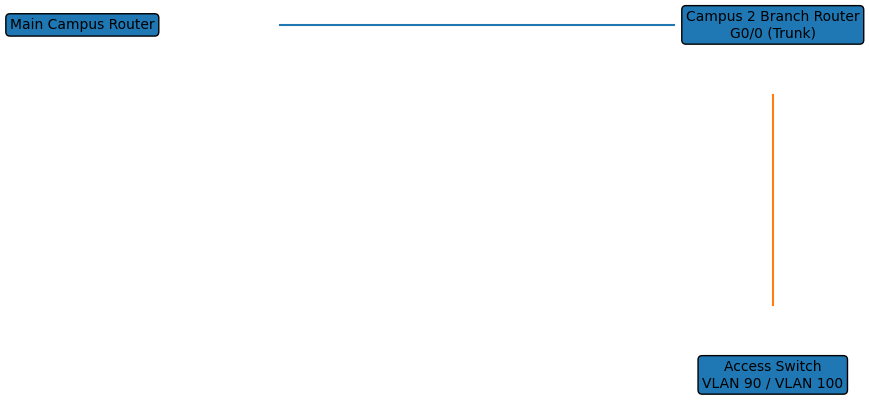 Main Campus Router
Campus 2 Branch Router
G0/0 (Trunk)
Access Switch
VLAN 90 / VLAN 100